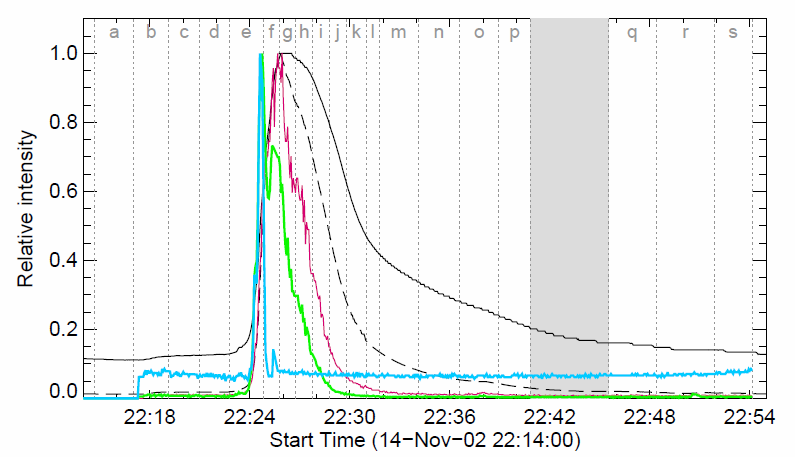 a b c d e f g h i j k l m n o p q r s
1.0
0.8
0.6
0.4
0.2
0.0
Relative intensity
22:18 22:24 22:30 22:36 22:42 22:48 22:54
Start Time (14−Nov−02 22:14:00)